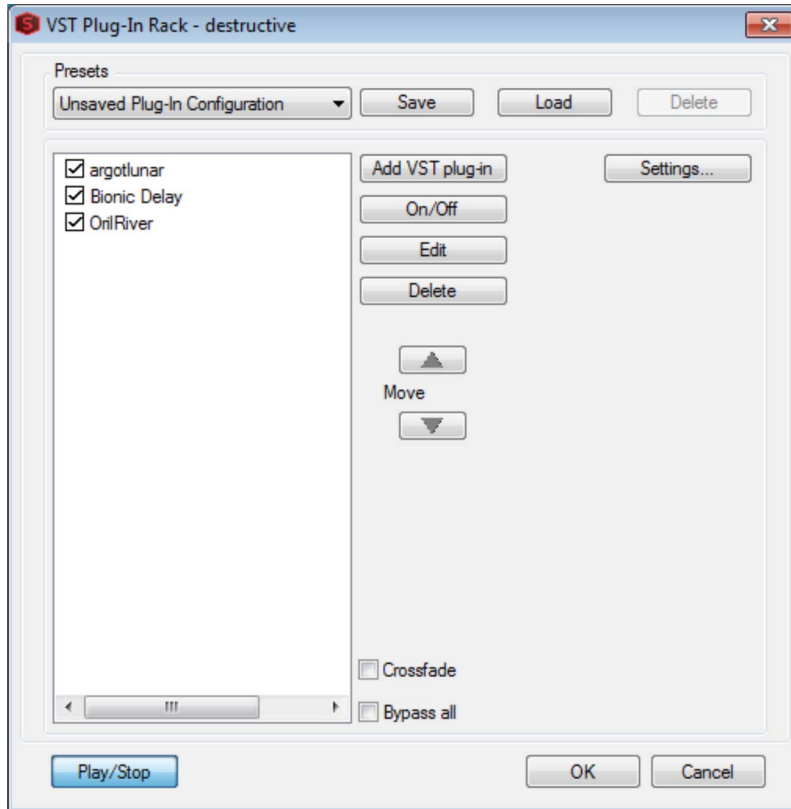 VST Plug-In Rack - destructive
Presets
Unsaved Plug-In Configuration
Save
Load
Delete
argotlunar
Bionic Delay
OrilRiver
Add VST plug-in
Settings...
On/Off
Edit
Delete
Move
Crossfade
Bypass all
Play/Stop
OK
Cancel